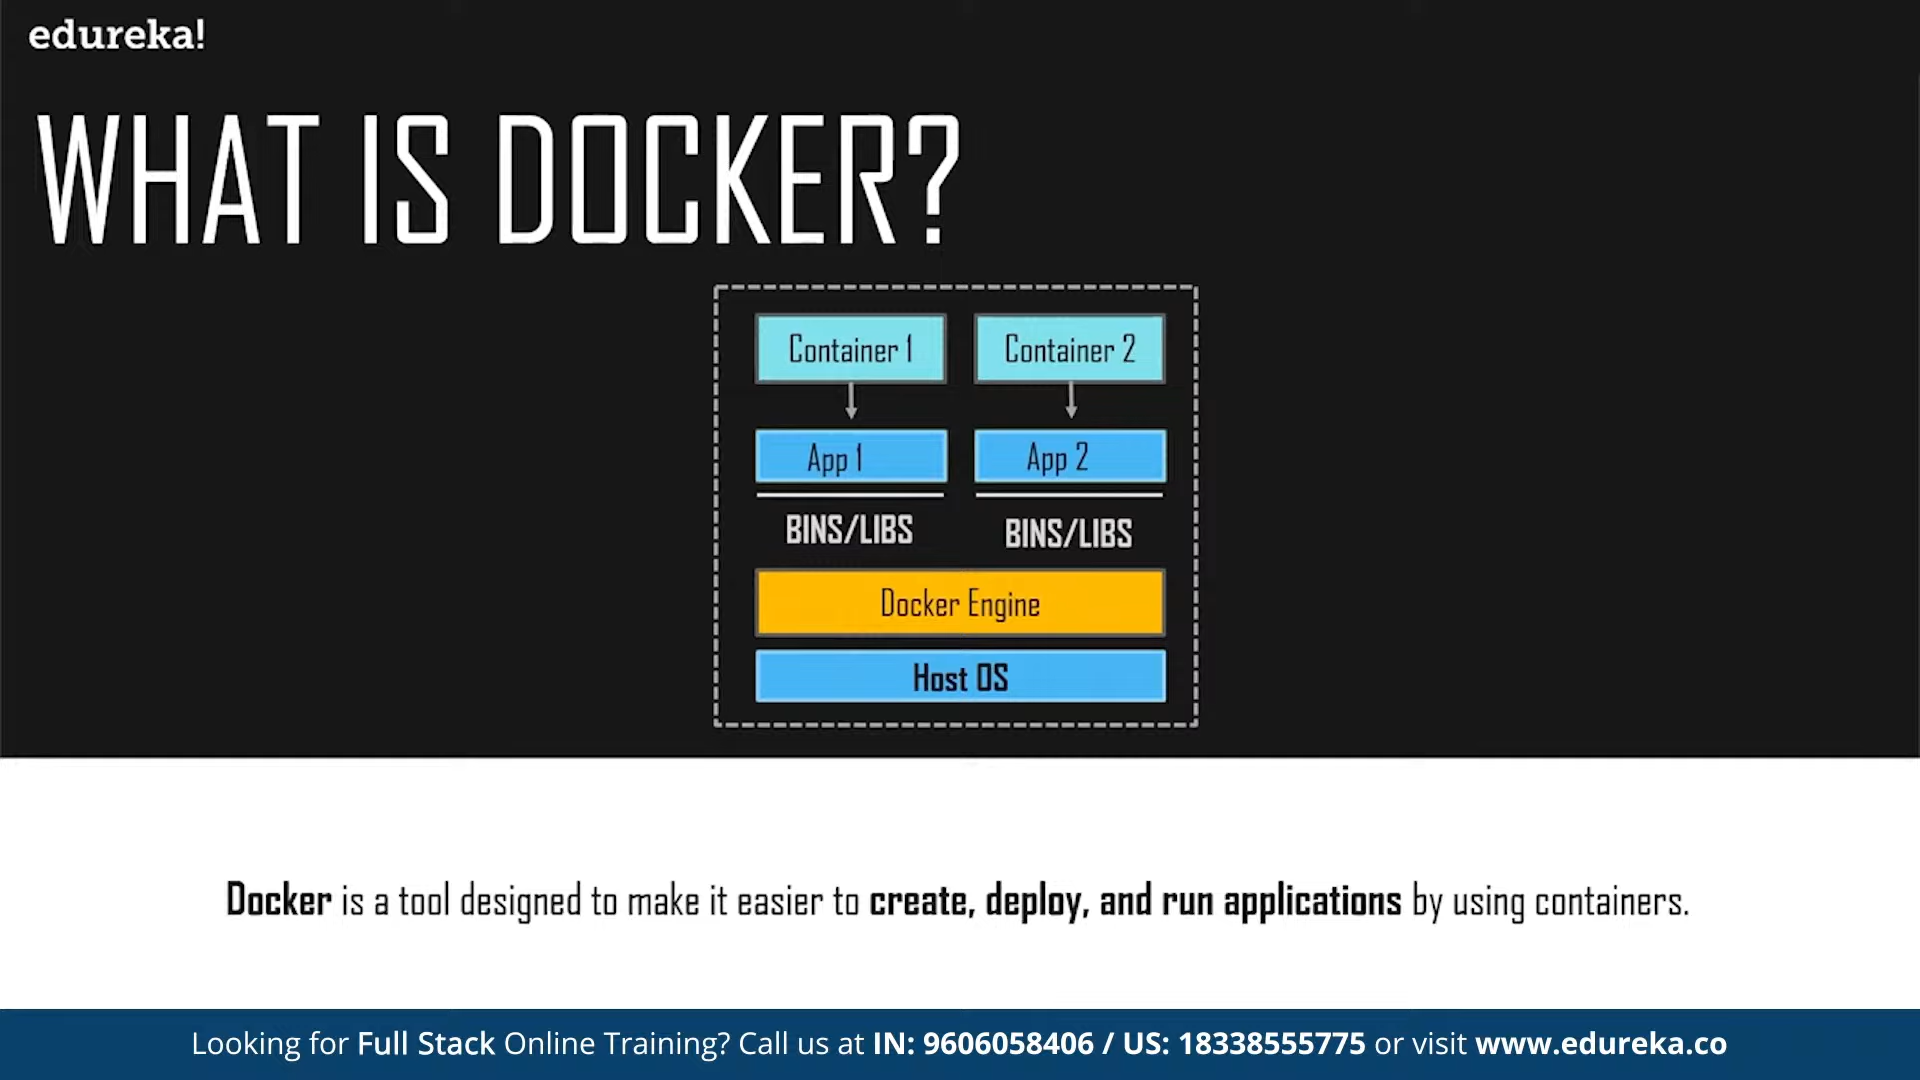 edureka!
WHAT IS DOCKER?
Container 1
Container 2
App 1
App 2
BINS/LIBS
BINS/LIBS
Docker Engine
Host OS
Docker is a tool designed to make it easier to create, deploy, and run applications by using containers.
Looking for Full Stack Online Training? Call us at IN: 9606058406 / US: 18338555775 or visit www.edureka.co